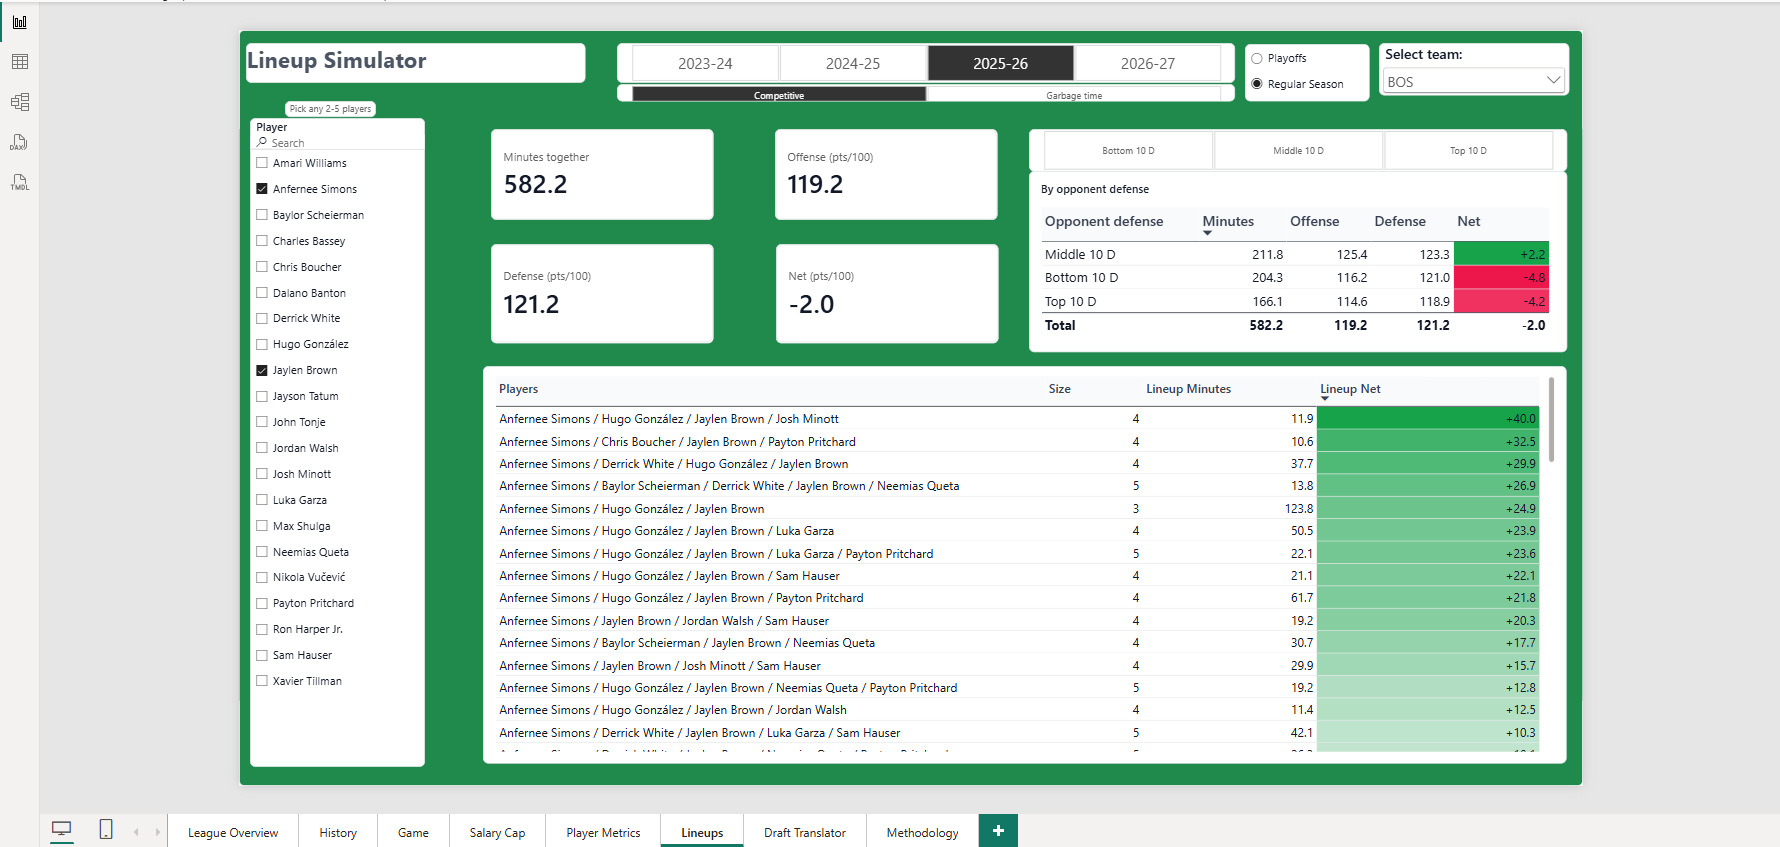 Lineup Simulator
2023-24 2024-25 2025-26 2026-27
Competitive Garbage time
Playoffs
Regular Season
Select team:
BOS
Pick any 2-5 players
Player
Search
Amari Williams
Anfernee Simons
Baylor Scheierman
Charles Bassey
Chris Boucher
Dalano Banton
Derrick White
Hugo González
Jaylen Brown
Jayson Tatum
John Tonje
Jordan Walsh
Josh Minott
Luka Garza
Max Shulga
Neemias Queta
Nikola Vučević
Payton Pritchard
Ron Harper Jr.
Sam Hauser
Xavier Tillman
Minutes together
582.2
Offense (pts/100)
119.2
Defense (pts/100)
121.2
Net (pts/100)
-2.0
Bottom 10 D Middle 10 D Top 10 D
By opponent defense
Opponent defense Minutes Offense Defense Net
Middle 10 D 211.8 125.4 123.3 +2.2
Bottom 10 D 204.3 116.2 121.0 -4.8
Top 10 D 166.1 114.6 118.9 -4.2
Total 582.2 119.2 121.2 -2.0
Players Size Lineup Minutes Lineup Net
Anfernee Simons / Hugo González / Jaylen Brown / Josh Minott 4 11.9 +40.0
Anfernee Simons / Chris Boucher / Jaylen Brown / Payton Pritchard 4 10.6 +32.5
Anfernee Simons / Derrick White / Hugo González / Jaylen Brown 4 37.7 +29.9
Anfernee Simons / Baylor Scheierman / Derrick White / Jaylen Brown / Neemias Queta 5 13.8 +26.9
Anfernee Simons / Hugo González / Jaylen Brown 3 123.8 +24.9
Anfernee Simons / Hugo González / Jaylen Brown / Luka Garza 4 50.5 +23.9
Anfernee Simons / Hugo González / Jaylen Brown / Luka Garza / Payton Pritchard 5 22.1 +23.6
Anfernee Simons / Hugo González / Jaylen Brown / Sam Hauser 4 21.1 +22.1
Anfernee Simons / Hugo González / Jaylen Brown / Payton Pritchard 4 61.7 +21.8
Anfernee Simons / Jaylen Brown / Jordan Walsh / Sam Hauser 4 19.2 +20.3
Anfernee Simons / Baylor Scheierman / Jaylen Brown / Neemias Queta 4 30.7 +17.7
Anfernee Simons / Jaylen Brown / Josh Minott / Sam Hauser 4 29.9 +15.7
Anfernee Simons / Hugo González / Jaylen Brown / Neemias Queta / Payton Pritchard 5 19.2 +12.8
Anfernee Simons / Hugo González / Jaylen Brown / Jordan Walsh 4 11.4 +12.5
Anfernee Simons / Derrick White / Jaylen Brown / Luka Garza / Sam Hauser 5 42.1 +10.3
League Overview History Game Salary Cap Player Metrics Lineups Draft Translator Methodology +
DAX
TMDL